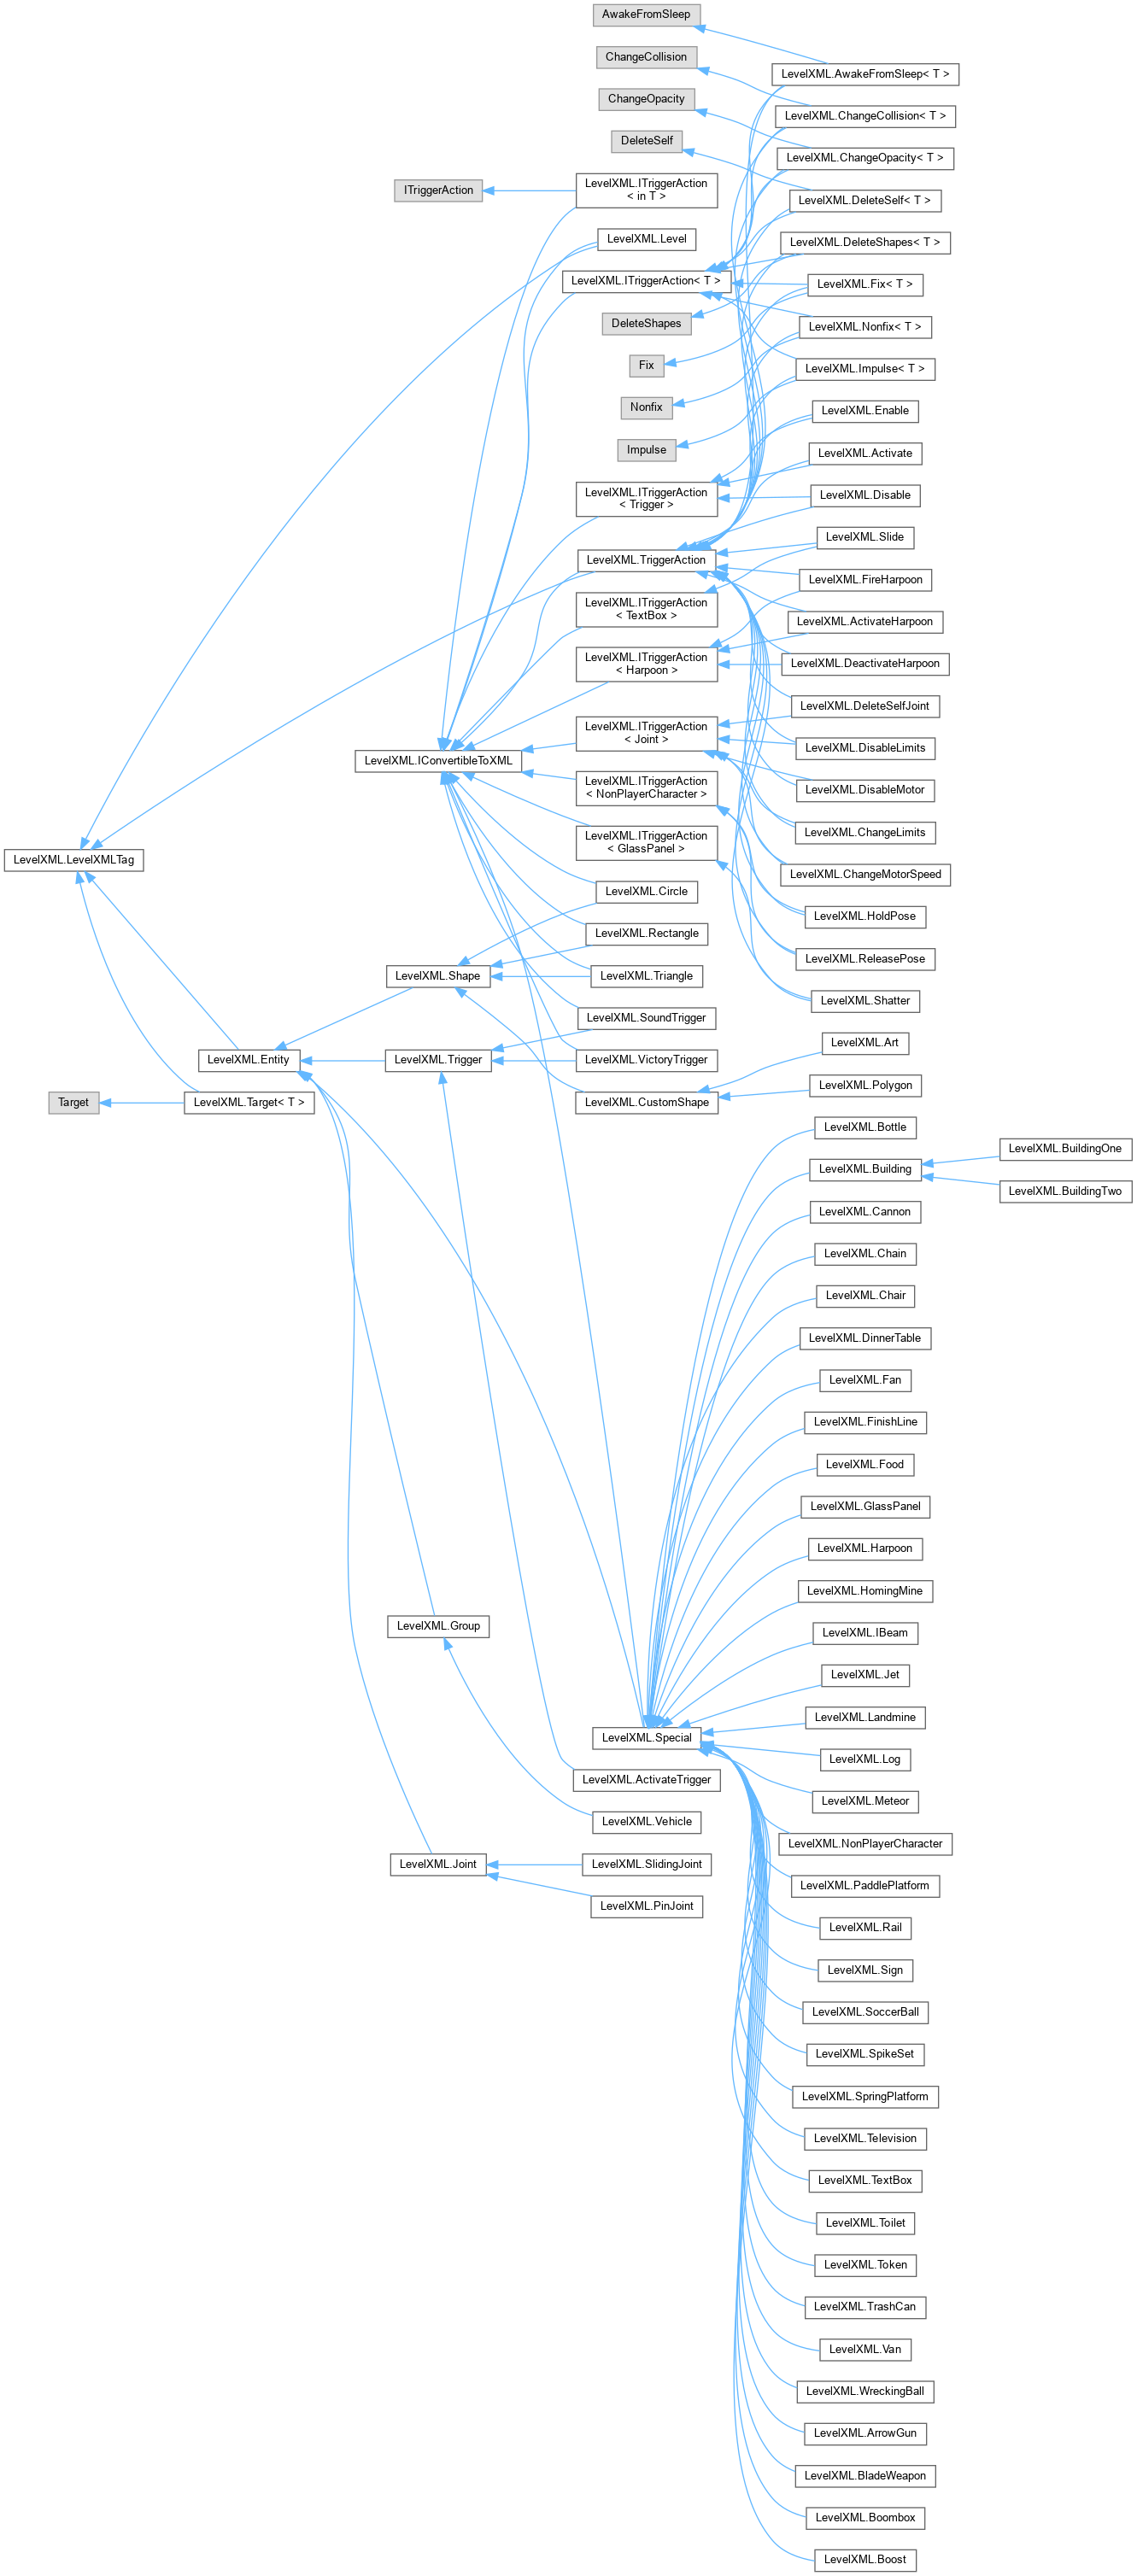 AwakeFromSleep
LevelXML.AwakeFromSleep< T >
ChangeCollision
LevelXML.ChangeCollision< T >
ChangeOpacity
LevelXML.ChangeOpacity< T >
DeleteSelf
LevelXML.DeleteSelf< T >
ITriggerAction
LevelXML.ITriggerAction
< in T >
LevelXML.Level
LevelXML.DeleteShapes< T >
LevelXML.ITriggerAction< T >
LevelXML.Fix< T >
DeleteShapes
LevelXML.Nonfix< T >
Fix
LevelXML.Impulse< T >
Nonfix
LevelXML.Enable
Impulse
LevelXML.Activate
LevelXML.ITriggerAction
< Trigger >
LevelXML.Disable
LevelXML.Slide
LevelXML.TriggerAction
LevelXML.FireHarpoon
LevelXML.ITriggerAction
< TextBox >
LevelXML.ActivateHarpoon
LevelXML.ITriggerAction
< Harpoon >
LevelXML.DeactivateHarpoon
LevelXML.DeleteSelfJoint
LevelXML.ITriggerAction
< Joint >
LevelXML.DisableLimits
LevelXML.IConvertibleToXML
LevelXML.ITriggerAction
< NonPlayerCharacter >
LevelXML.DisableMotor
LevelXML.ITriggerAction
< GlassPanel >
LevelXML.ChangeLimits
LevelXML.LevelXMLTag
LevelXML.ChangeMotorSpeed
LevelXML.Circle
LevelXML.HoldPose
LevelXML.Rectangle
LevelXML.ReleasePose
LevelXML.Shape
LevelXML.Triangle
LevelXML.Shatter
LevelXML.SoundTrigger
LevelXML.Art
LevelXML.Entity
LevelXML.Trigger
LevelXML.VictoryTrigger
LevelXML.Polygon
Target
LevelXML.Target< T >
LevelXML.CustomShape
LevelXML.Bottle
LevelXML.Building
LevelXML.BuildingOne
LevelXML.BuildingTwo
LevelXML.Cannon
LevelXML.Chain
LevelXML.Chair
LevelXML.DinnerTable
LevelXML.Fan
LevelXML.FinishLine
LevelXML.Food
LevelXML.GlassPanel
LevelXML.Harpoon
LevelXML.HomingMine
LevelXML.Group
LevelXML.IBeam
LevelXML.Jet
LevelXML.Landmine
LevelXML.Special
LevelXML.Log
LevelXML.ActivateTrigger
LevelXML.Meteor
LevelXML.Vehicle
LevelXML.NonPlayerCharacter
LevelXML.Joint
LevelXML.SlidingJoint
LevelXML.PaddlePlatform
LevelXML.PinJoint
LevelXML.Rail
LevelXML.Sign
LevelXML.SoccerBall
LevelXML.SpikeSet
LevelXML.SpringPlatform
LevelXML.Television
LevelXML.TextBox
LevelXML.Toilet
LevelXML.Token
LevelXML.TrashCan
LevelXML.Van
LevelXML.WreckingBall
LevelXML.ArrowGun
LevelXML.BladeWeapon
LevelXML.Boombox
LevelXML.Boost